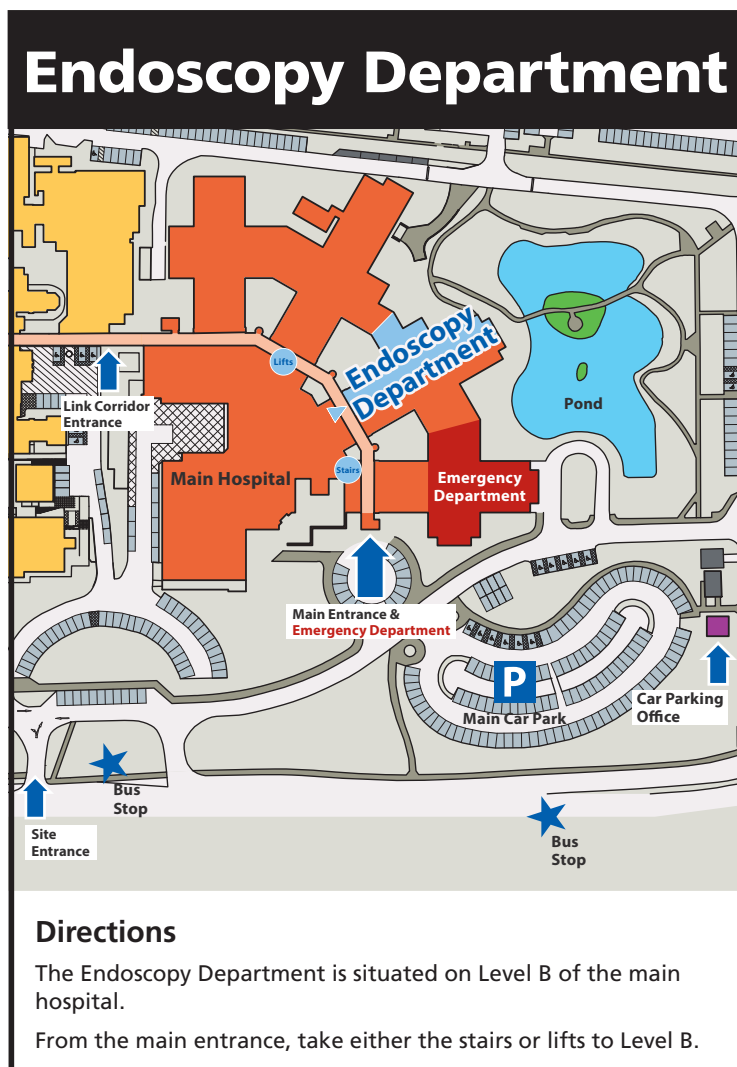 Endoscopy Department
Lifts
Endoscopy
Department
Link Corridor
Entrance
Pond
Main Hospital
Stairs
Emergency
Department
Main Entrance &
Emergency Department
P
Main Car Park
Car Parking
Office
Bus
Stop
Site
Entrance
Bus
Stop
Directions
The Endoscopy Department is situated on Level B of the main
hospital.
From the main entrance, take either the stairs or lifts to Level B.